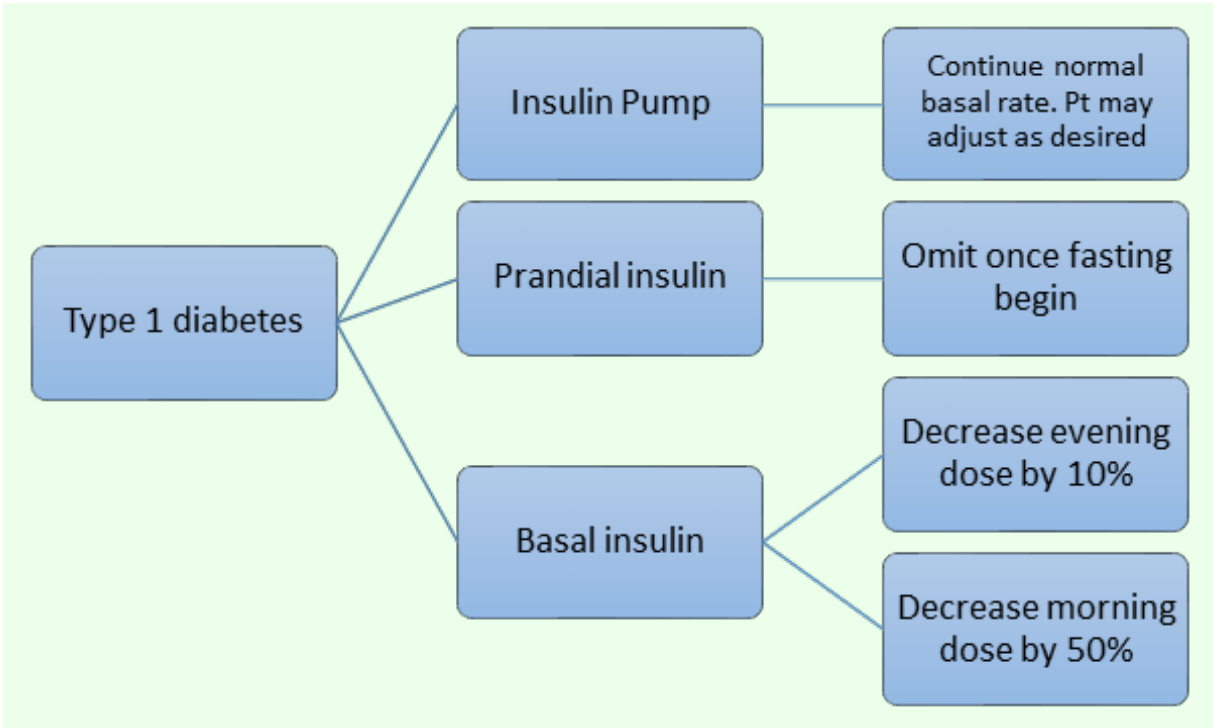 Type 1 diabetes
Insulin Pump
Continue normal
basal rate. Pt may
adjust as desired
Prandial insulin
Omit once fasting
begin
Basal insulin
Decrease evening
dose by 10%
Decrease morning
dose by 50%